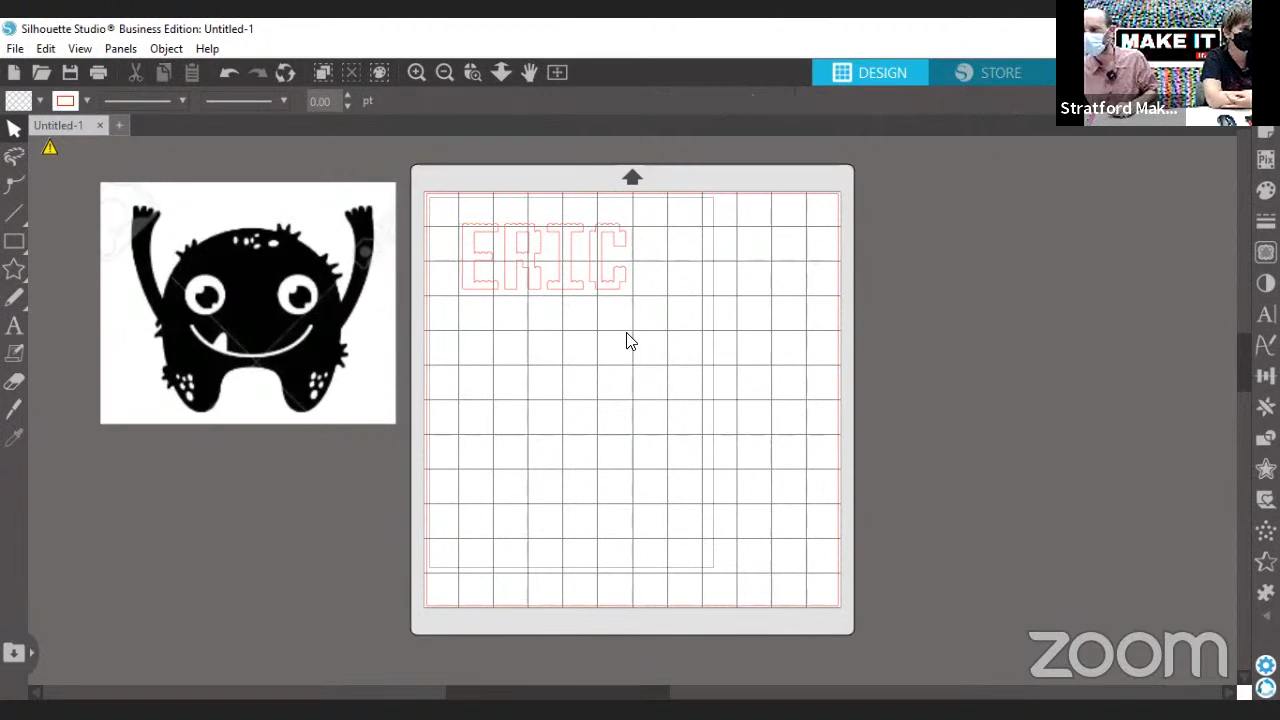 Silhouette Studio® Business Edition: Untitled-1
File Edit View Panels Object Help
DESIGN
STORE
0.00 pt
Untitled-1 ×
MAKE IT
Stratford Mak...
ERIC
Pix
zoom